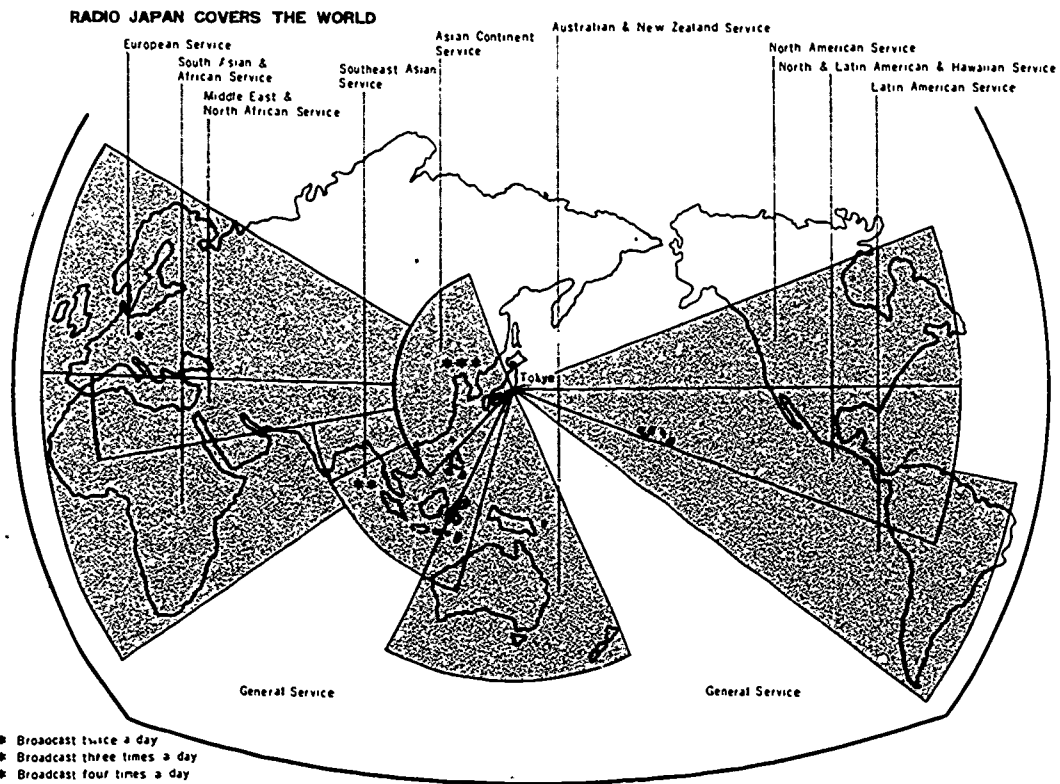 RADIO JAPAN COVERS THE WORLD
European Service
South Asian &
African Service
Middle East &
North African Service
Southeast Asian
Service
Asian Continent
Service
Australian & New Zealand Service
North American Service
North & Latin American & Hawaiian Service
Latin American Service
*
***
Tokyo
**
General Service
General Service
* Broadcast twice a day
* Broadcast three times a day
* Broadcast four times a day